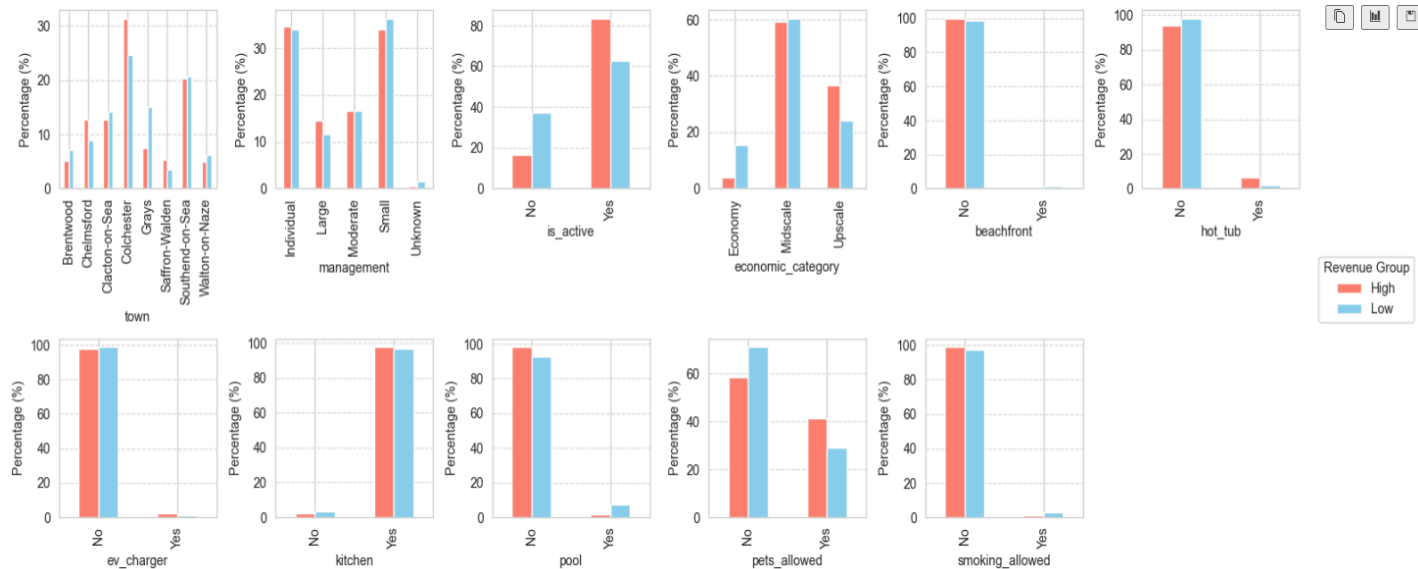 Percentage (%)
30
20
10
0
Brentwood
Chelmsford
Clacton-on-Sea
Colchester
Grays
Saffron-Walden
Southend-on-Sea
Walton-on-Naze
town
Percentage (%)
30
20
10
0
Individual
Large
Moderate
Small
Unknown
management
Percentage (%)
80
60
40
20
0
No
Yes
is_active
Percentage (%)
60
40
20
0
Economy
Midscale
Upscale
economic_category
Percentage (%)
100
80
60
40
20
0
No
Yes
beachfront
Percentage (%)
100
80
60
40
20
0
No
Yes
hot_tub
Revenue Group
High
Low
Percentage (%)
100
80
60
40
20
0
No
Yes
ev_charger
Percentage (%)
100
80
60
40
20
0
No
Yes
kitchen
Percentage (%)
100
80
60
40
20
0
No
Yes
pool
Percentage (%)
60
40
20
0
No
Yes
pets_allowed
Percentage (%)
100
80
60
40
20
0
No
Yes
smoking_allowed